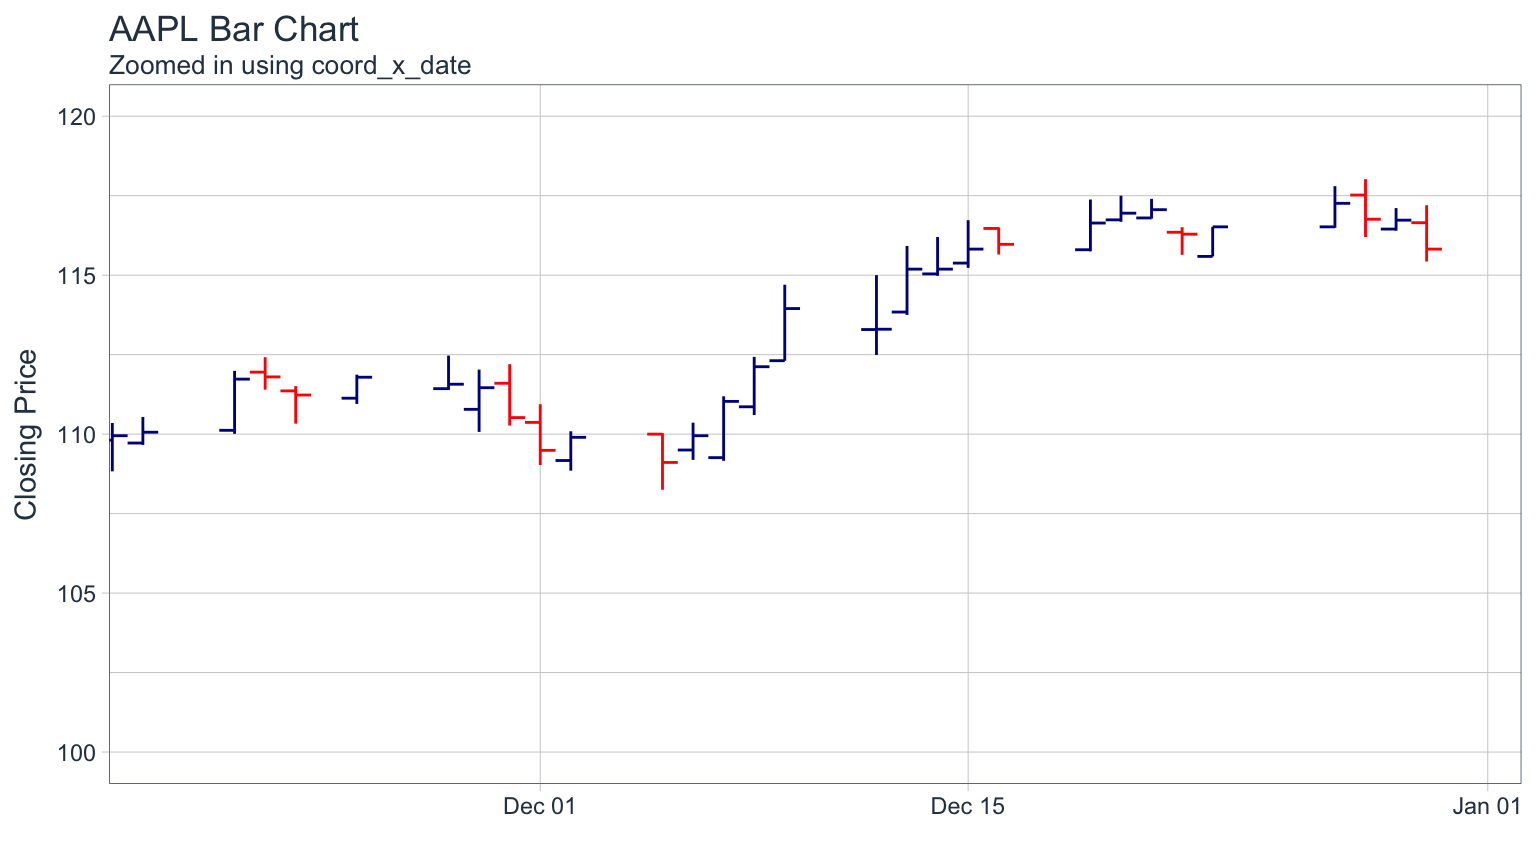 AAPL Bar Chart
Zoomed in using coord_x_date
120
115
110
105
100
Closing Price
Dec 01
Dec 15
Jan 01